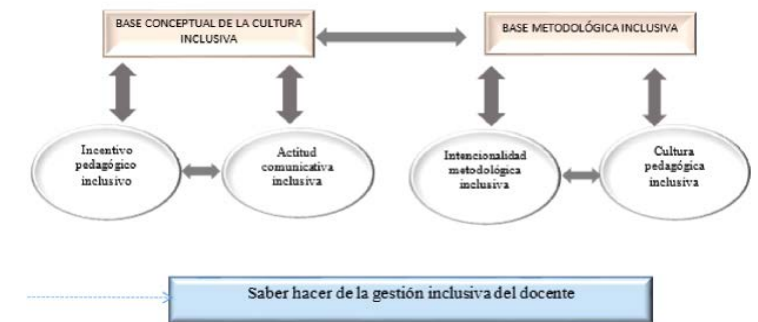 BASE CONCEPTUAL DE LA CULTURA
INCLUSIVA
BASE METODOLÓGICA INCLUSIVA
Incentivo
pedagógico
inclusivo
Actitud
comunicativa
inclusiva
Intencionalidad
metodológica
inclusiva
Cultura
pedagógica
inclusiva
Saber hacer de la gestión inclusiva del docente